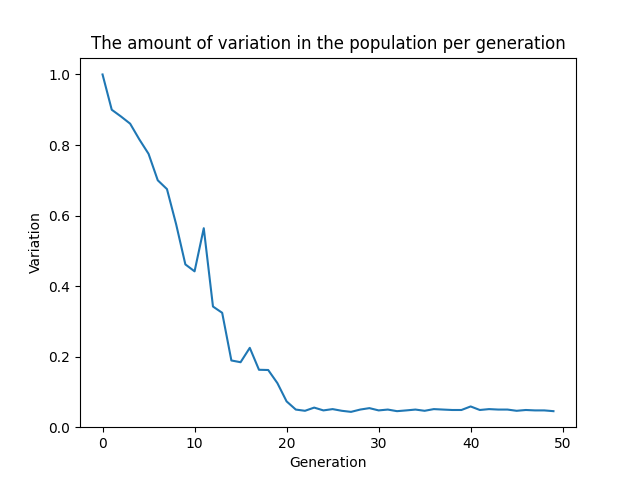 The amount of variation in the population per generation
1.0
0.8
0.6
0.4
0.2
0.0
Variation
0 10 20 30 40 50
Generation